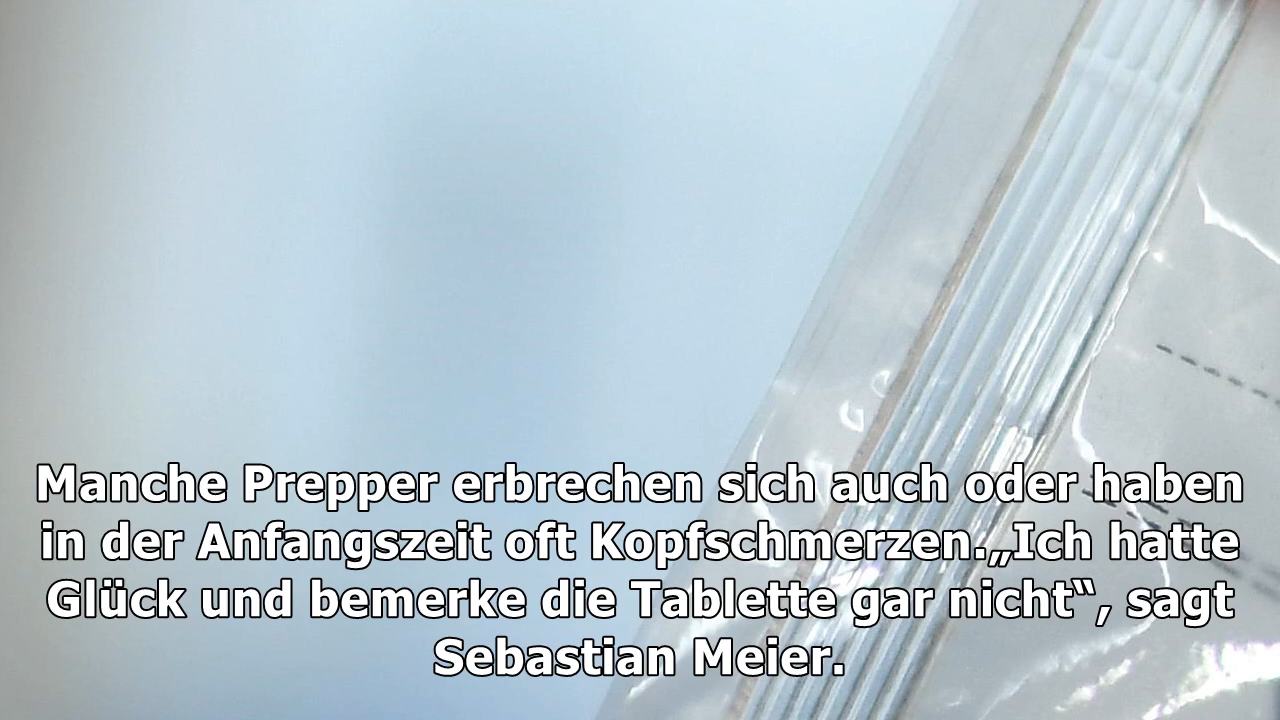 Manche Prepper erbrechen sich auch oder haben
in der Anfangszeit oft Kopfschmerzen.„Ich hatte
Glück und bemerke die Tablette gar nicht“, sagt
Sebastian Meier.